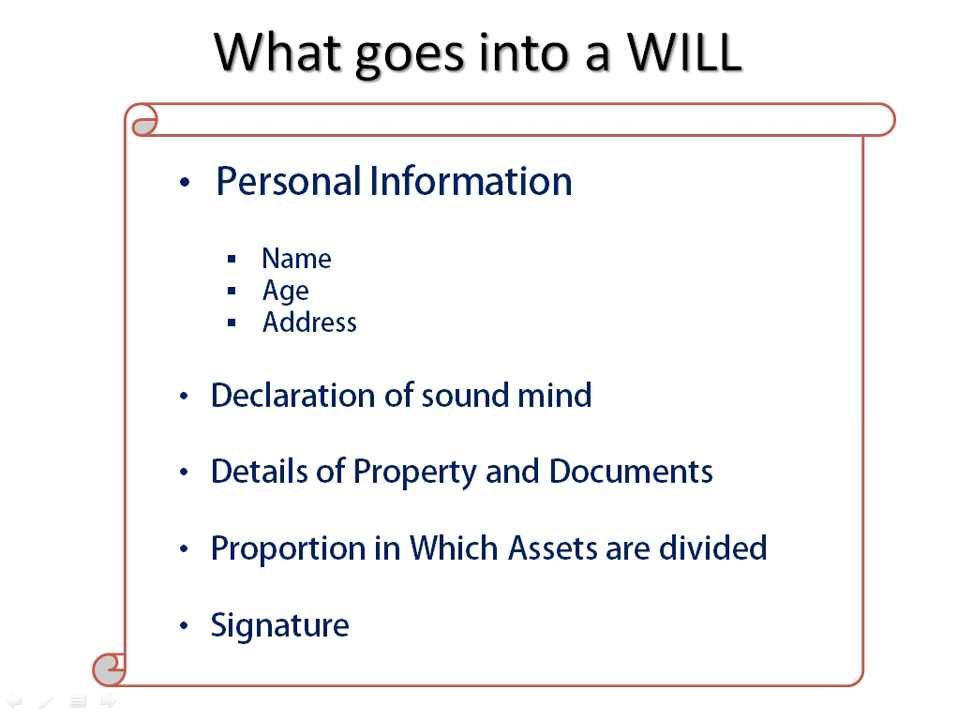 What goes into a WILL
• Personal Information
▪ Name
▪ Age
▪ Address
• Declaration of sound mind
• Details of Property and Documents
• Proportion in Which Assets are divided
• Signature